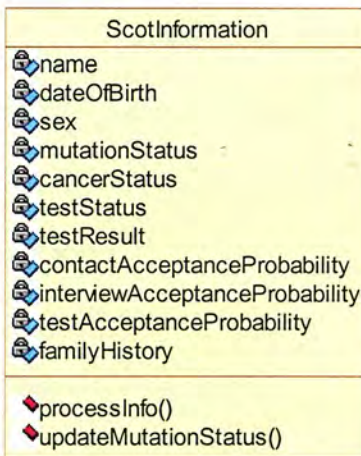 ScotInformation
name
dateOfBirth
sex
mutationStatus
cancerStatus
testStatus
testResult
contactAcceptanceProbability
interviewAcceptanceProbability
testAcceptanceProbability
familyHistory
processInfo()
updateMutationStatus()